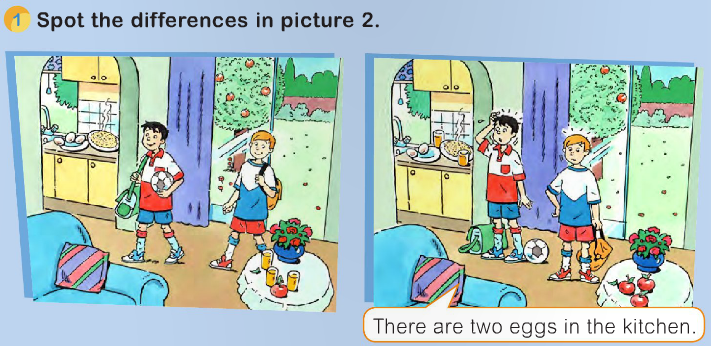 1 Spot the differences in picture 2.
There are two eggs in the kitchen.